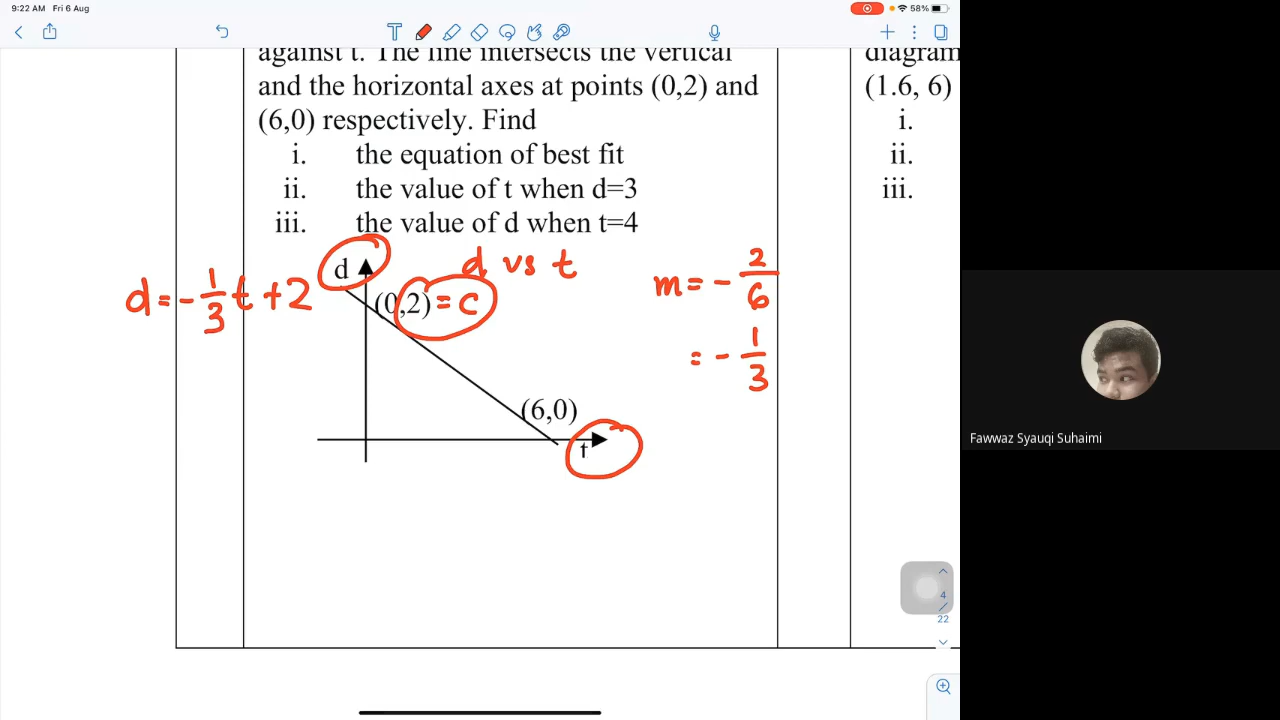 9:22 AM Fri 6 Aug
58%
against t. The line intersects the vertical
and the horizontal axes at points (0,2) and
(6,0) respectively. Find
i. the equation of best fit
ii. the value of t when d=3
iii. the value of d when t=4
diagram
(1.6, 6)
i.
ii.
iii.
d
d vs t
d = - 1/3 t + 2
(0,2) = c
m = - 2/6
= - 1/3
(6,0)
t
Fawwaz Syauqi Suhaimi
4
/
22